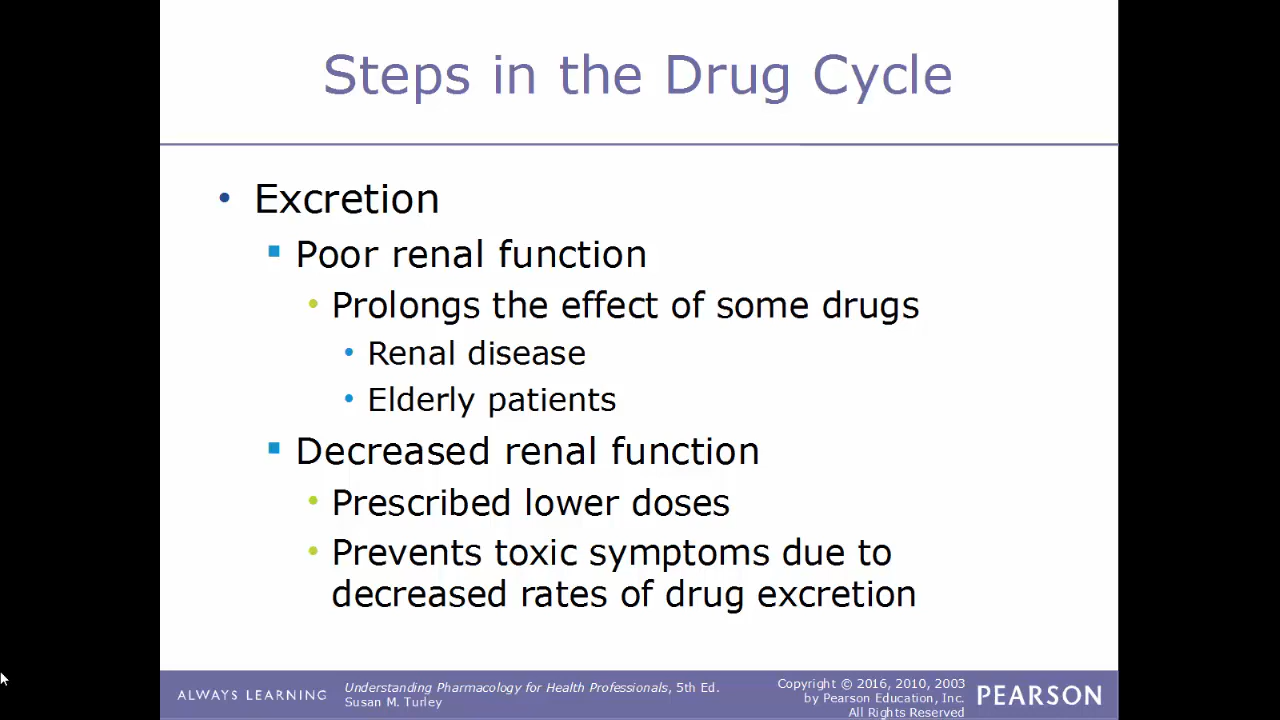 Steps in the Drug Cycle
• Excretion
▪ Poor renal function
• Prolongs the effect of some drugs
• Renal disease
• Elderly patients
▪ Decreased renal function
• Prescribed lower doses
• Prevents toxic symptoms due to
decreased rates of drug excretion
ALWAYS LEARNING
Understanding Pharmacology for Health Professionals, 5th Ed.
Susan M. Turley
Copyright © 2016, 2010, 2003
by Pearson Education, Inc.
All Rights Reserved
PEARSON